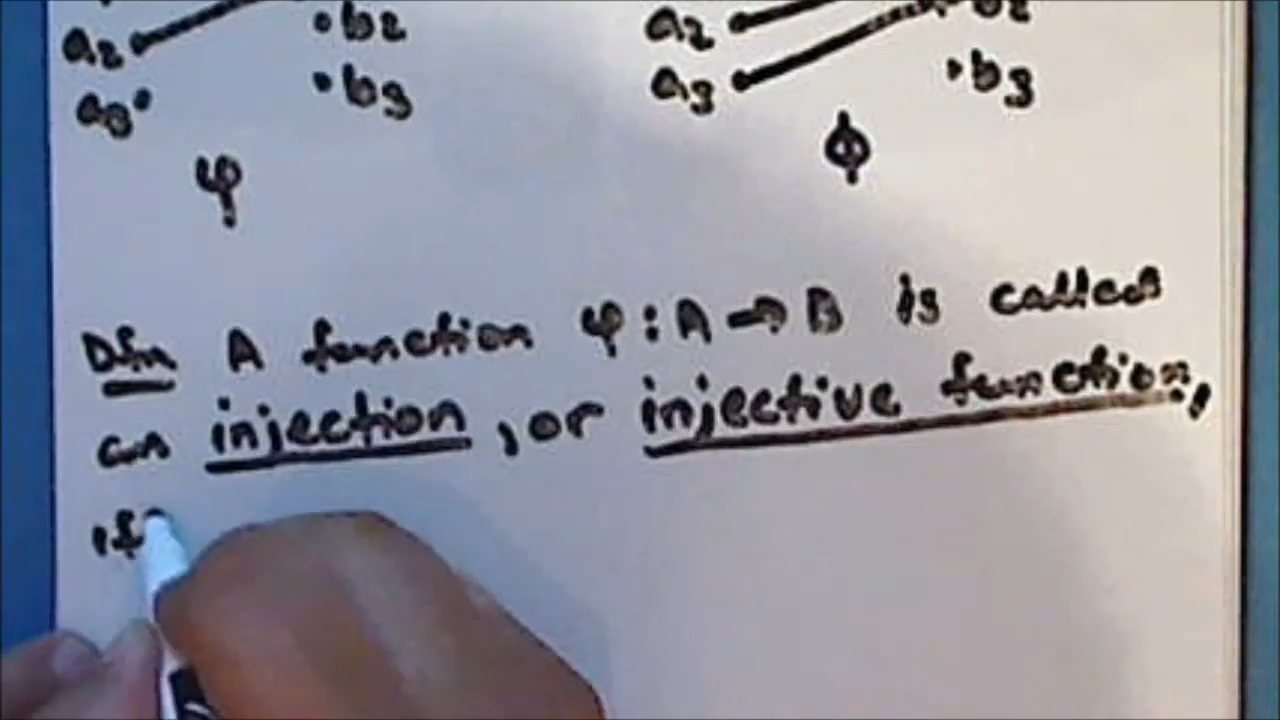 a2 b2 a2 b2
a3 b3 a3 b3
φ ϕ
Dfn A function φ : A → B is called
an injection, or injective function,
if